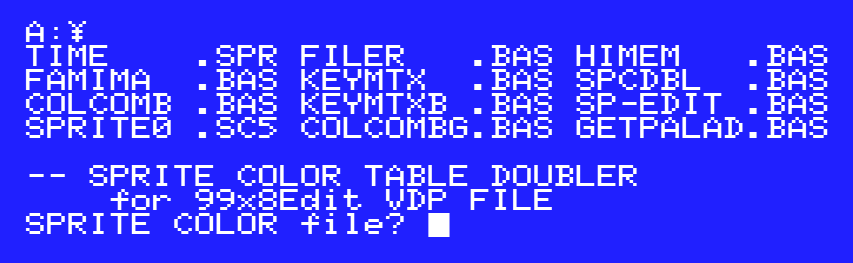 A:¥
TIME    .SPR FILER   .BAS HIMEM   .BAS
FAMIMA  .BAS KEYMTX  .BAS SPCDBL  .BAS
COLCOMB .BAS KEYMTXB .BAS SP-EDIT .BAS
SPRITE0 .SC5 COLCOMBG.BAS GETPALAD.BAS
-- SPRITE COLOR TABLE DOUBLER
    for 99x8Edit VDP FILE
SPRITE COLOR file?